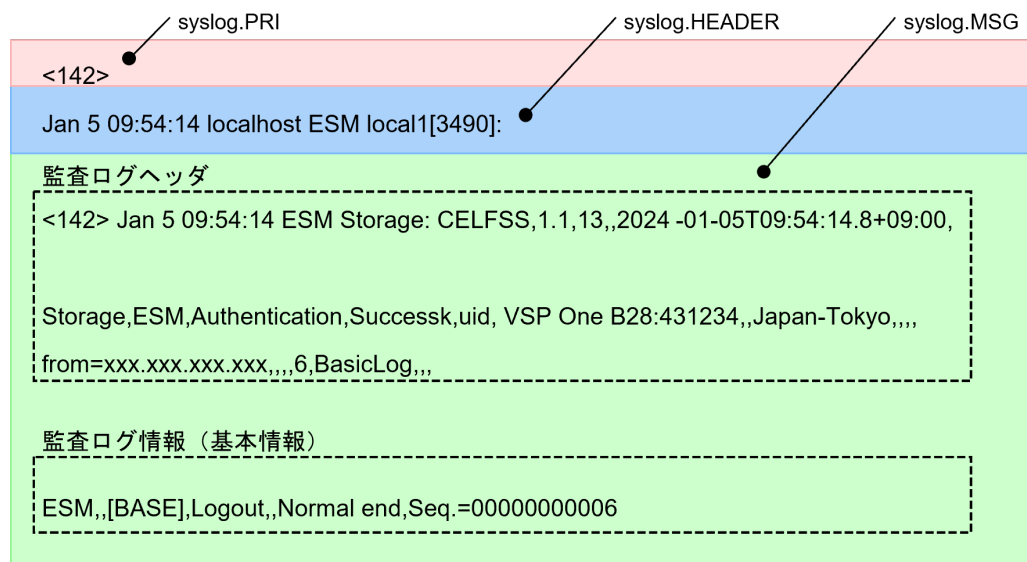 syslog.PRI
syslog.HEADER
syslog.MSG
<142>
Jan 5 09:54:14 localhost ESM local1[3490]:
監査ログヘッダ
<142> Jan 5 09:54:14 ESM Storage: CELFSS,1.1,13,,2024 -01-05T09:54:14.8+09:00,
Storage,ESM,Authentication,Successk,uid, VSP One B28:431234,,Japan-Tokyo,,,,
from=xxx.xxx.xxx.xxx,,,,6,BasicLog,,,
監査ログ情報（基本情報）
ESM,,[BASE],Logout,,Normal end,Seq.=00000000006